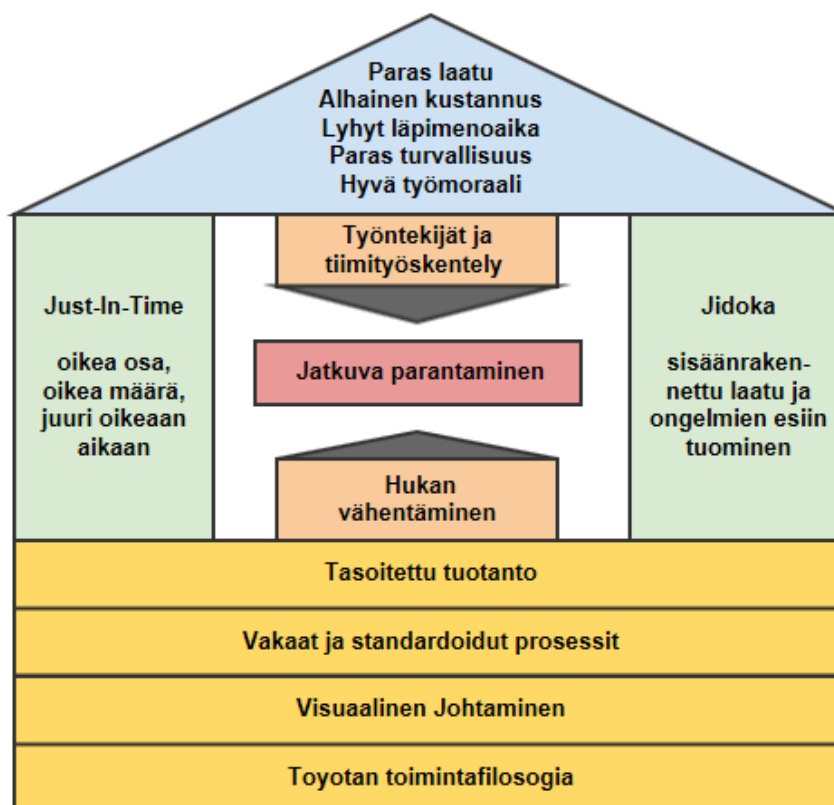 Paras laatu
Alhainen kustannus
Lyhyt läpimenoaika
Paras turvallisuus
Hyvä työmoraali
Työntekijät ja
tiimityöskentely
Just-In-Time
oikea osa,
oikea määrä,
juuri oikeaan
aikaan
Jatkuva parantaminen
Jidoka
sisäänraken-
nettu laatu ja
ongelmien esiin
tuominen
Hukan
vähentäminen
Tasoitettu tuotanto
Vakaat ja standardoidut prosessit
Visuaalinen Johtaminen
Toyotan toimintafilosogia